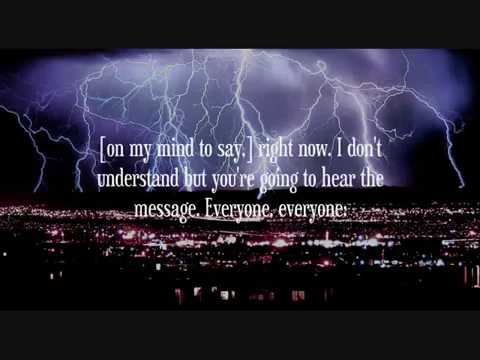 [on my mind to say,] right now. I don't
understand but you're going to hear the
message. Everyone, everyone: